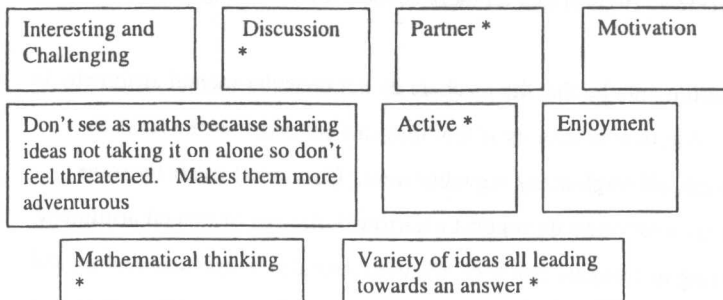 Interesting and
Challenging
Discussion
*
Partner *
Motivation
Don't see as maths because sharing
ideas not taking it on alone so don't
feel threatened.   Makes them more
adventurous
Active *
Enjoyment
Mathematical thinking
*
Variety of ideas all leading
towards an answer *